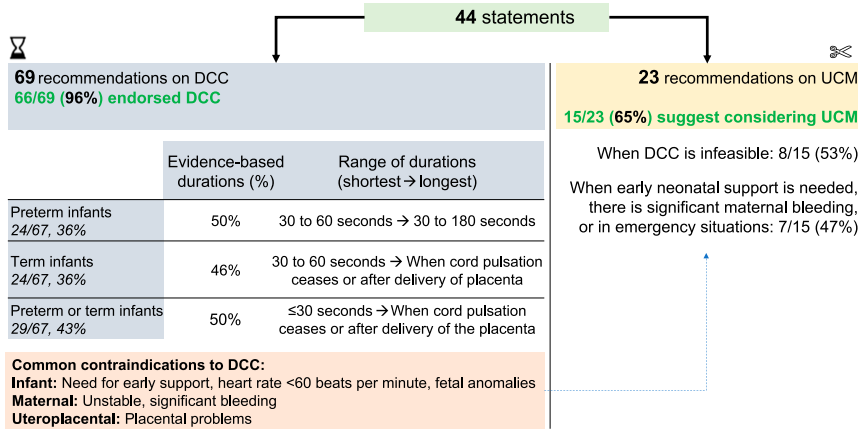 44 statements
69 recommendations on DCC
66/69 (96%) endorsed DCC
23 recommendations on UCM
15/23 (65%) suggest considering UCM
When DCC is infeasible: 8/15 (53%)
When early neonatal support is needed,
there is significant maternal bleeding,
or in emergency situations: 7/15 (47%)
Evidence-based
durations (%)
Range of durations
(shortest → longest)
Preterm infants
24/67, 36%
50%
30 to 60 seconds → 30 to 180 seconds
Term infants
24/67, 36%
46%
30 to 60 seconds → When cord pulsation
ceases or after delivery of placenta
Preterm or term infants
29/67, 43%
50%
≤30 seconds → When cord pulsation
ceases or after delivery of the placenta
Common contraindications to DCC:
Infant: Need for early support, heart rate <60 beats per minute, fetal anomalies
Maternal: Unstable, significant bleeding
Uteroplacental: Placental problems